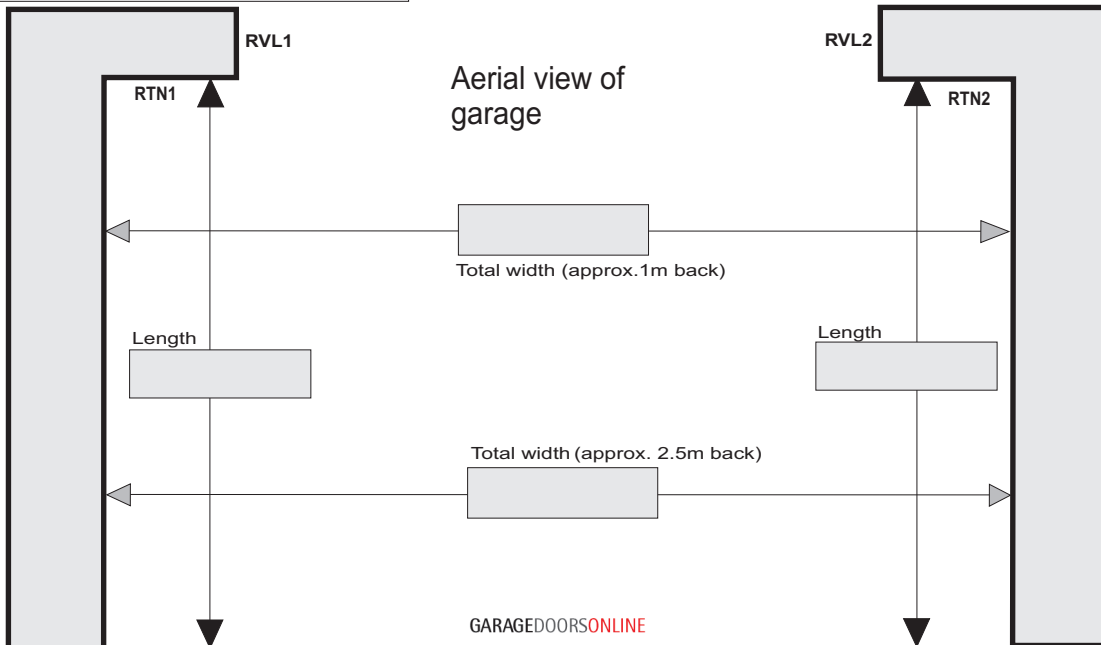 RVL1
RVL2
Aerial view of
garage
RTN1
RTN2
Total width (approx.1m back)
Length
Length
Total width (approx. 2.5m back)
GARAGEDOORSONLINE